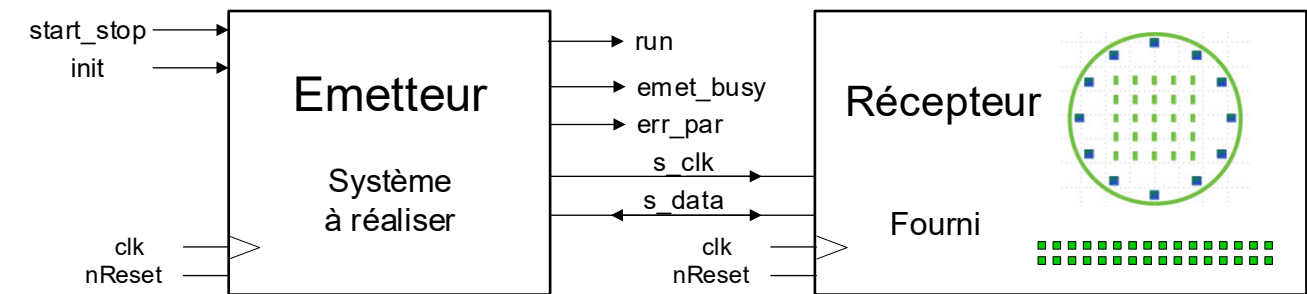 start_stop
init
Emetteur
Système
à réaliser
clk
nReset
run
emet_busy
err_par
s_clk
s_data
Récepteur
Fourni
clk
nReset